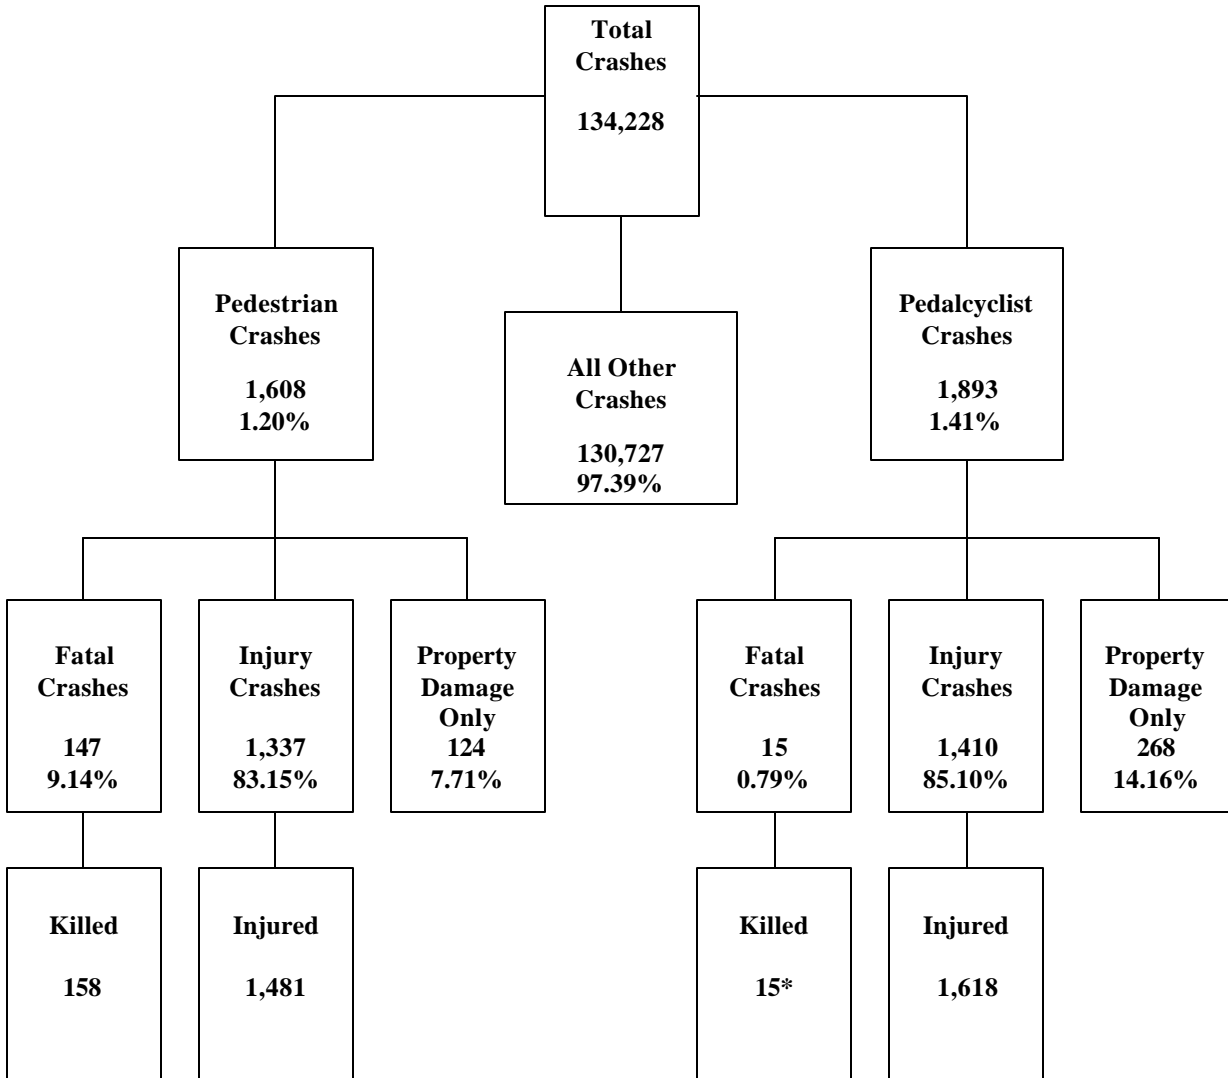 Total
Crashes
134,228
Pedestrian
Crashes
1,608
1.20%
All Other
Crashes
130,727
97.39%
Pedalcyclist
Crashes
1,893
1.41%
Fatal
Crashes
147
9.14%
Injury
Crashes
1,337
83.15%
Property
Damage
Only
124
7.71%
Fatal
Crashes
15
0.79%
Injury
Crashes
1,410
85.10%
Property
Damage
Only
268
14.16%
Killed
158
Injured
1,481
Killed
15*
Injured
1,618